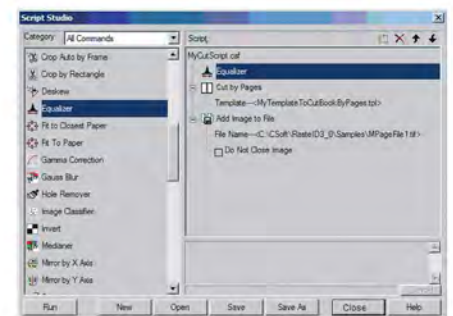 Script Studio
Category All Commands
Crop Auto by Frame
Crop by Rectangle
Deskew
Equalizer
Fit to Closest Paper
Fit To Paper
Gamma Correction
Gauss Blur
Hole Remover
Image Classifier
Invert
Medianer
Mirror by X Axis
Mirror by Y Axis
Script:
MyCutScript.caf
Equalizer
Cut by Pages
Template---<MyTemplateToCutBookByPages.tpl>
Add Image to File
File Name---<C:\CSoft\RasterID3_0\Samples\MPageFile1.tif>
Do Not Close Image
Run New Open Save Save As Close Help